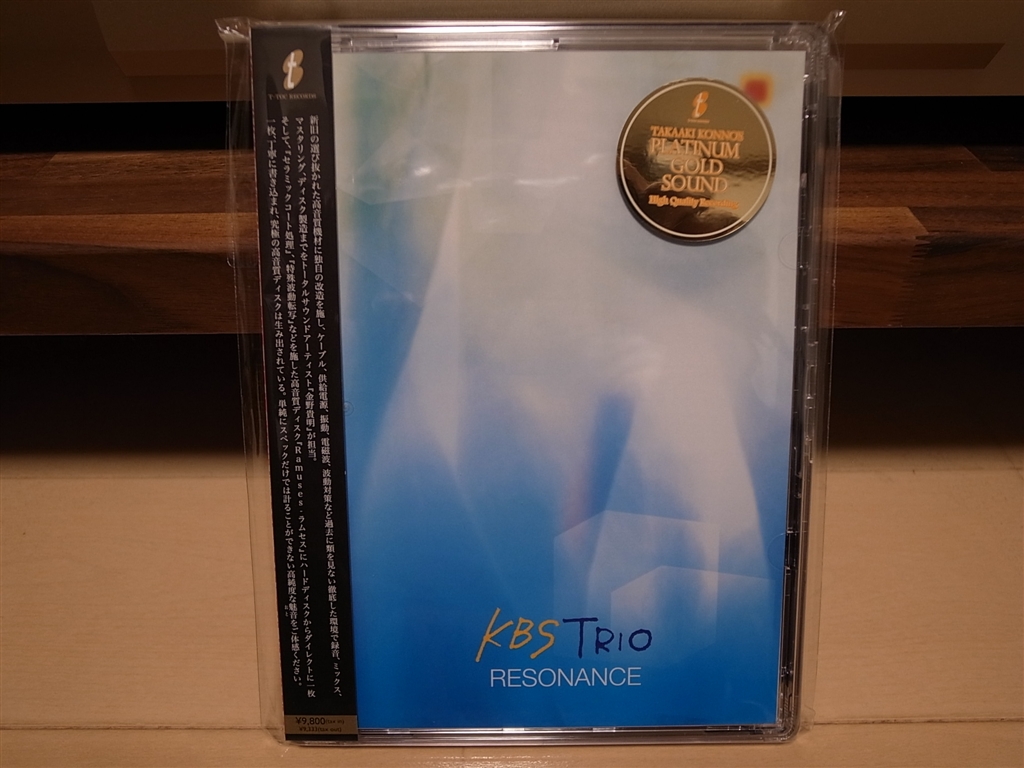 T-TOC RECORDS
新旧の選び抜かれた高音質機材に独自の改造を施し、ケーブル、供給電源、振動、電磁波、波動対策など過去に類を見ない徹底した環境で録音、ミックス、
マスタリング、ディスク製造までをトータルサウンドアーティスト『金野貴明』が担当。
そして、『セラミックコート処理』、『特殊波動転写』などを施した高音質ディスク『Ramuses-ラムセス』にハードディスクからダイレクトに一枚
一枚、丁寧に書き込まれ、究極の高音質ディスクは生み出されている。単純にスペックだけでは計ることができない高純度な魅音をご体感ください。
¥9,800
TAKAAKI KONNOS
PLATINUM
GOLD
SOUND
High Quality
KBS TRIO
RESONANCE